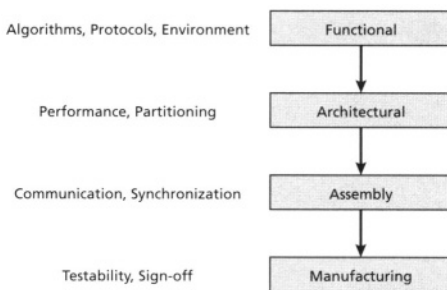 Algorithms, Protocols, Environment Functional
Performance, Partitioning Architectural
Communication, Synchronization Assembly
Testability, Sign-off Manufacturing